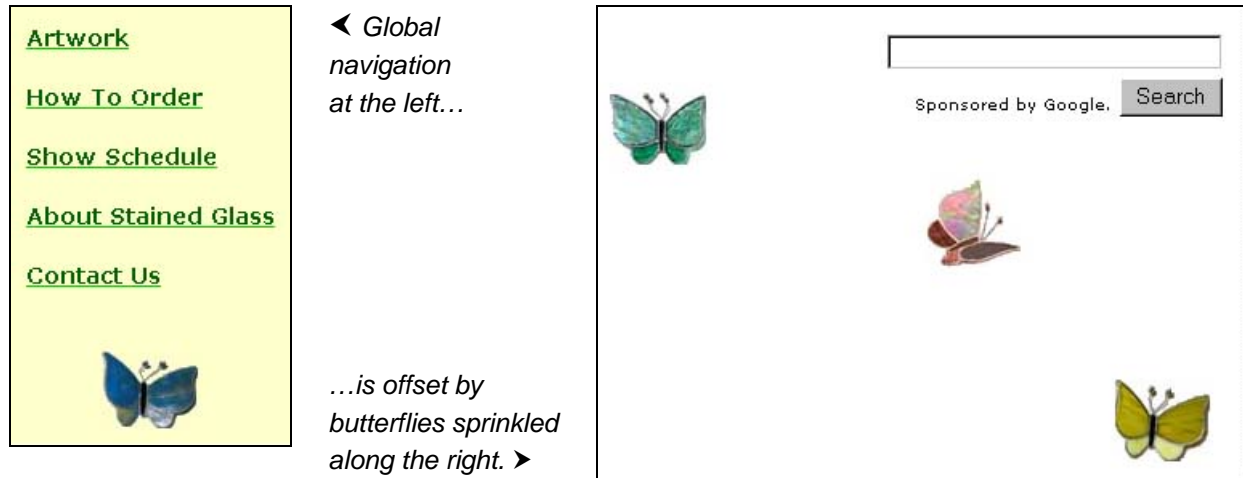 Artwork
How To Order
Show Schedule
About Stained Glass
Contact Us
⮜ Global
navigation
at the left…
…is offset by
butterflies sprinkled
along the right. ⮞
Sponsored by Google.
Search